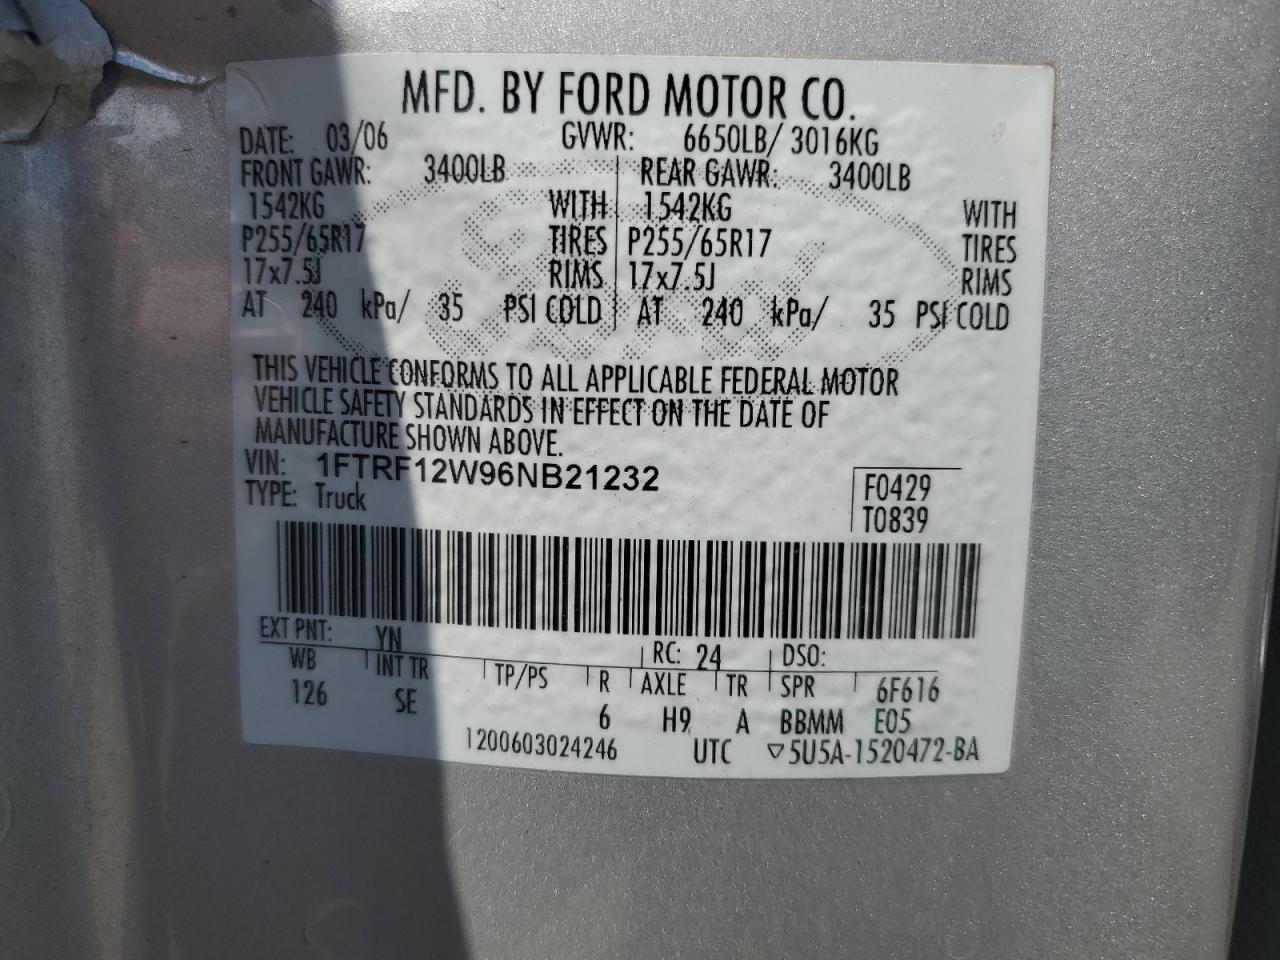 MFD. BY FORD MOTOR CO.
DATE: 03/06 GVWR: 6650LB/ 3016KG
FRONT GAWR: 3400LB REAR GAWR: 3400LB
1542KG WITH 1542KG WITH
P255/65R17 TIRES P255/65R17 TIRES
17x7.5J RIMS 17x7.5J RIMS
AT 240 kPa/ 35 PSI COLD AT 240 kPa/ 35 PSI COLD
THIS VEHICLE CONFORMS TO ALL APPLICABLE FEDERAL MOTOR
VEHICLE SAFETY STANDARDS IN EFFECT ON THE DATE OF
MANUFACTURE SHOWN ABOVE.
VIN: 1FTRF12W96NB21232
TYPE: Truck
F0429
T0839
EXT PNT: YN RC: 24 DSO:
WB INT TR TP/PS R AXLE TR SPR 6F616
126 SE 6 H9 A BBMM E05
1200603024246 UTC ▽5U5A-1520472-BA